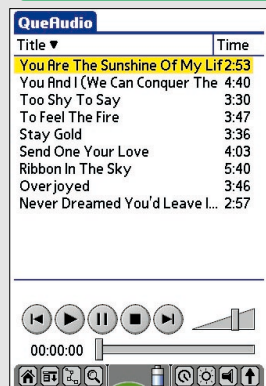 QueAudio
Title ▼ Time
You Are The Sunshine Of My Lif 2:53
You And I (We Can Conquer The 4:40
Too Shy To Say 3:30
To Feel The Fire 3:47
Stay Gold 3:36
Send One Your Love 4:03
Ribbon In The Sky 5:40
Overjoyed 3:46
Never Dreamed You'd Leave I... 2:57
00:00:00